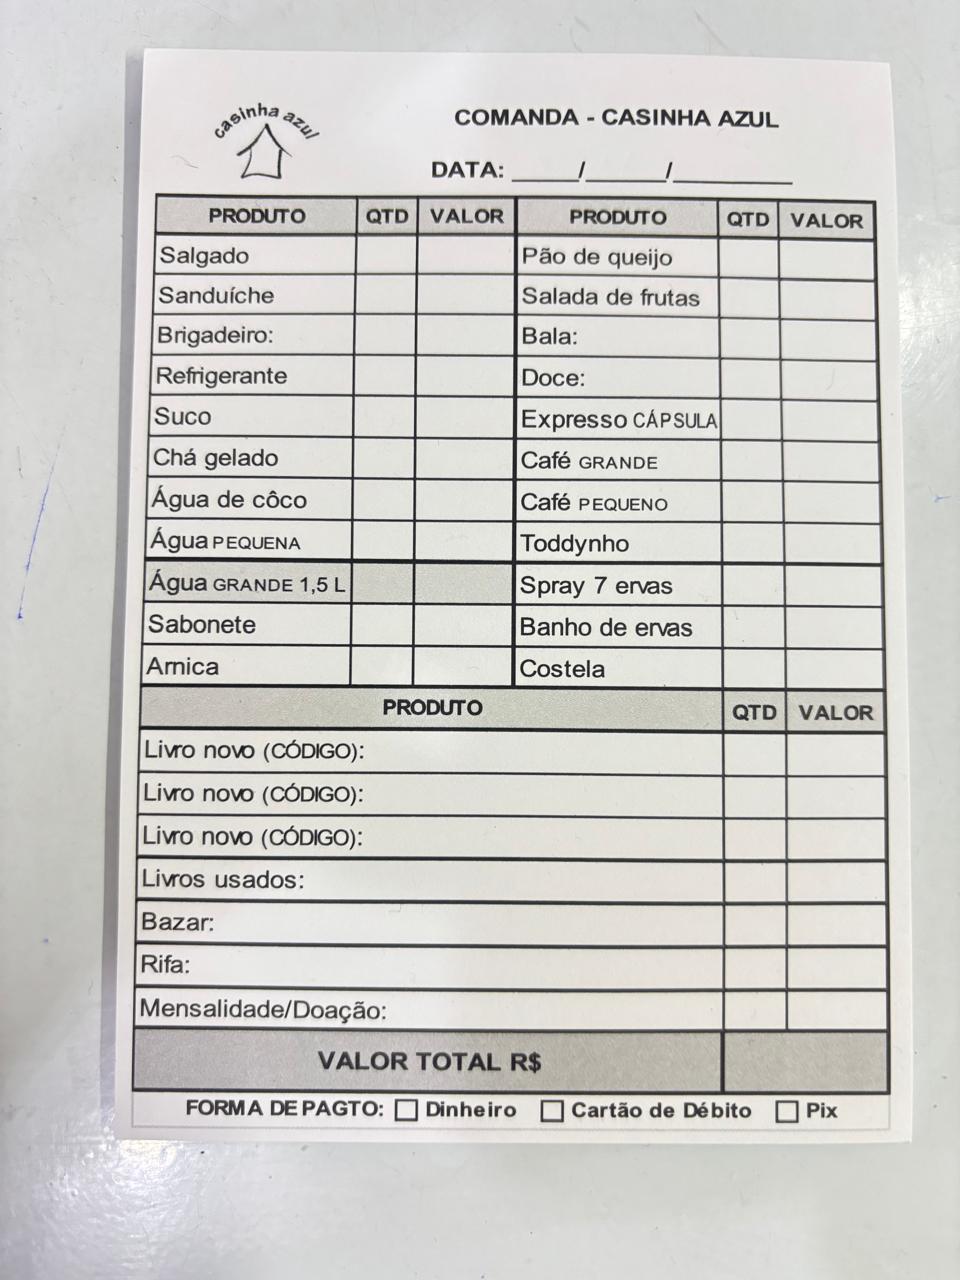 casinha azul
COMANDA - CASINHA AZUL
DATA: _____/______/_________
PRODUTO QTD VALOR PRODUTO QTD VALOR
Salgado Pão de queijo
Sanduíche Salada de frutas
Brigadeiro: Bala:
Refrigerante Doce:
Suco Expresso CÁPSULA
Chá gelado Café GRANDE
Água de côco Café PEQUENO
Água PEQUENA Toddynho
Água GRANDE 1,5 L Spray 7 ervas
Sabonete Banho de ervas
Arnica Costela
PRODUTO QTD VALOR
Livro novo (CÓDIGO):
Livro novo (CÓDIGO):
Livro novo (CÓDIGO):
Livros usados:
Bazar:
Rifa:
Mensalidade/Doação:
VALOR TOTAL R$
FORMA DE PAGTO: Dinheiro Cartão de Débito Pix